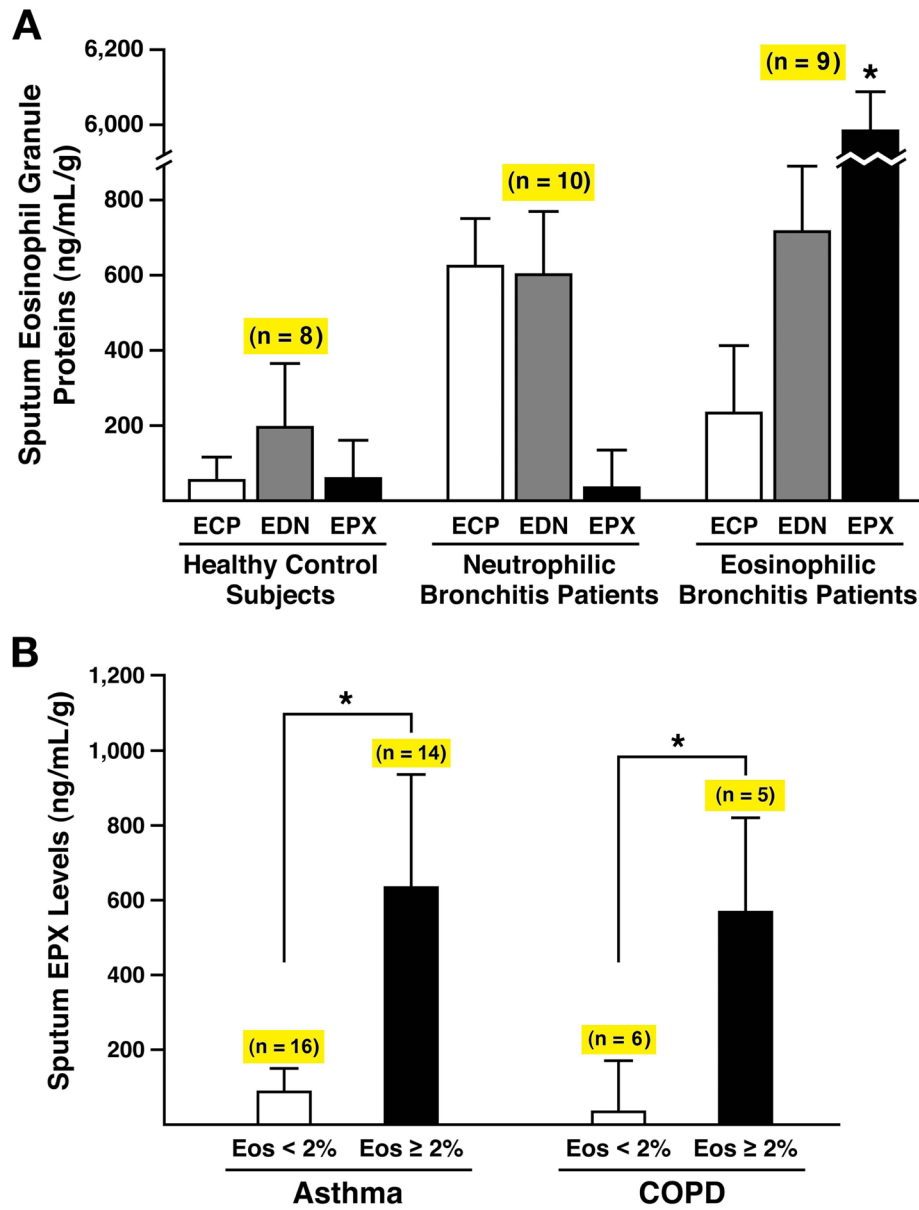 A
Sputum Eosinophil Granule
Proteins (ng/mL/g)
6,200
6,000
800
600
400
200
(n = 8)
(n = 10)
(n = 9)
*
ECP EDN EPX
Healthy Control
Subjects
ECP EDN EPX
Neutrophilic
Bronchitis Patients
ECP EDN EPX
Eosinophilic
Bronchitis Patients
B
Sputum EPX Levels (ng/mL/g)
1,200
1,000
800
600
400
200
*
(n = 14)
(n = 16)
*
(n = 5)
(n = 6)
Eos < 2% Eos ≥ 2%
Asthma
Eos < 2% Eos ≥ 2%
COPD